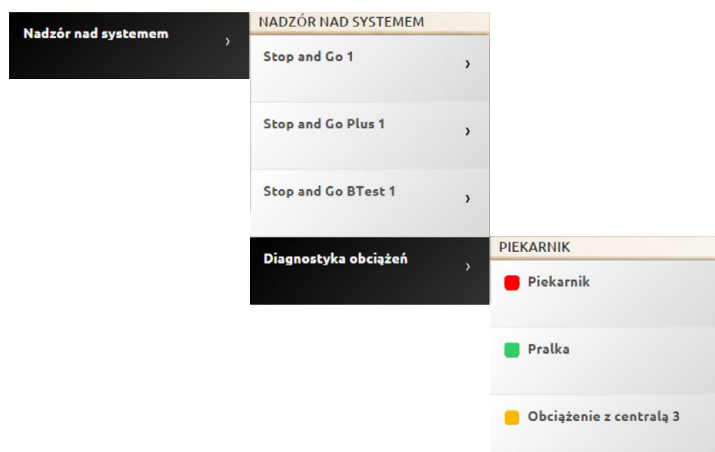 Nadzór nad systemem
NADZÓR NAD SYSTEMEM
Stop and Go 1
Stop and Go Plus 1
Stop and Go BTest 1
Diagnostyka obciążeń
PIEKARNIK
Piekarnik
Pralka
Obciążenie z centralą 3